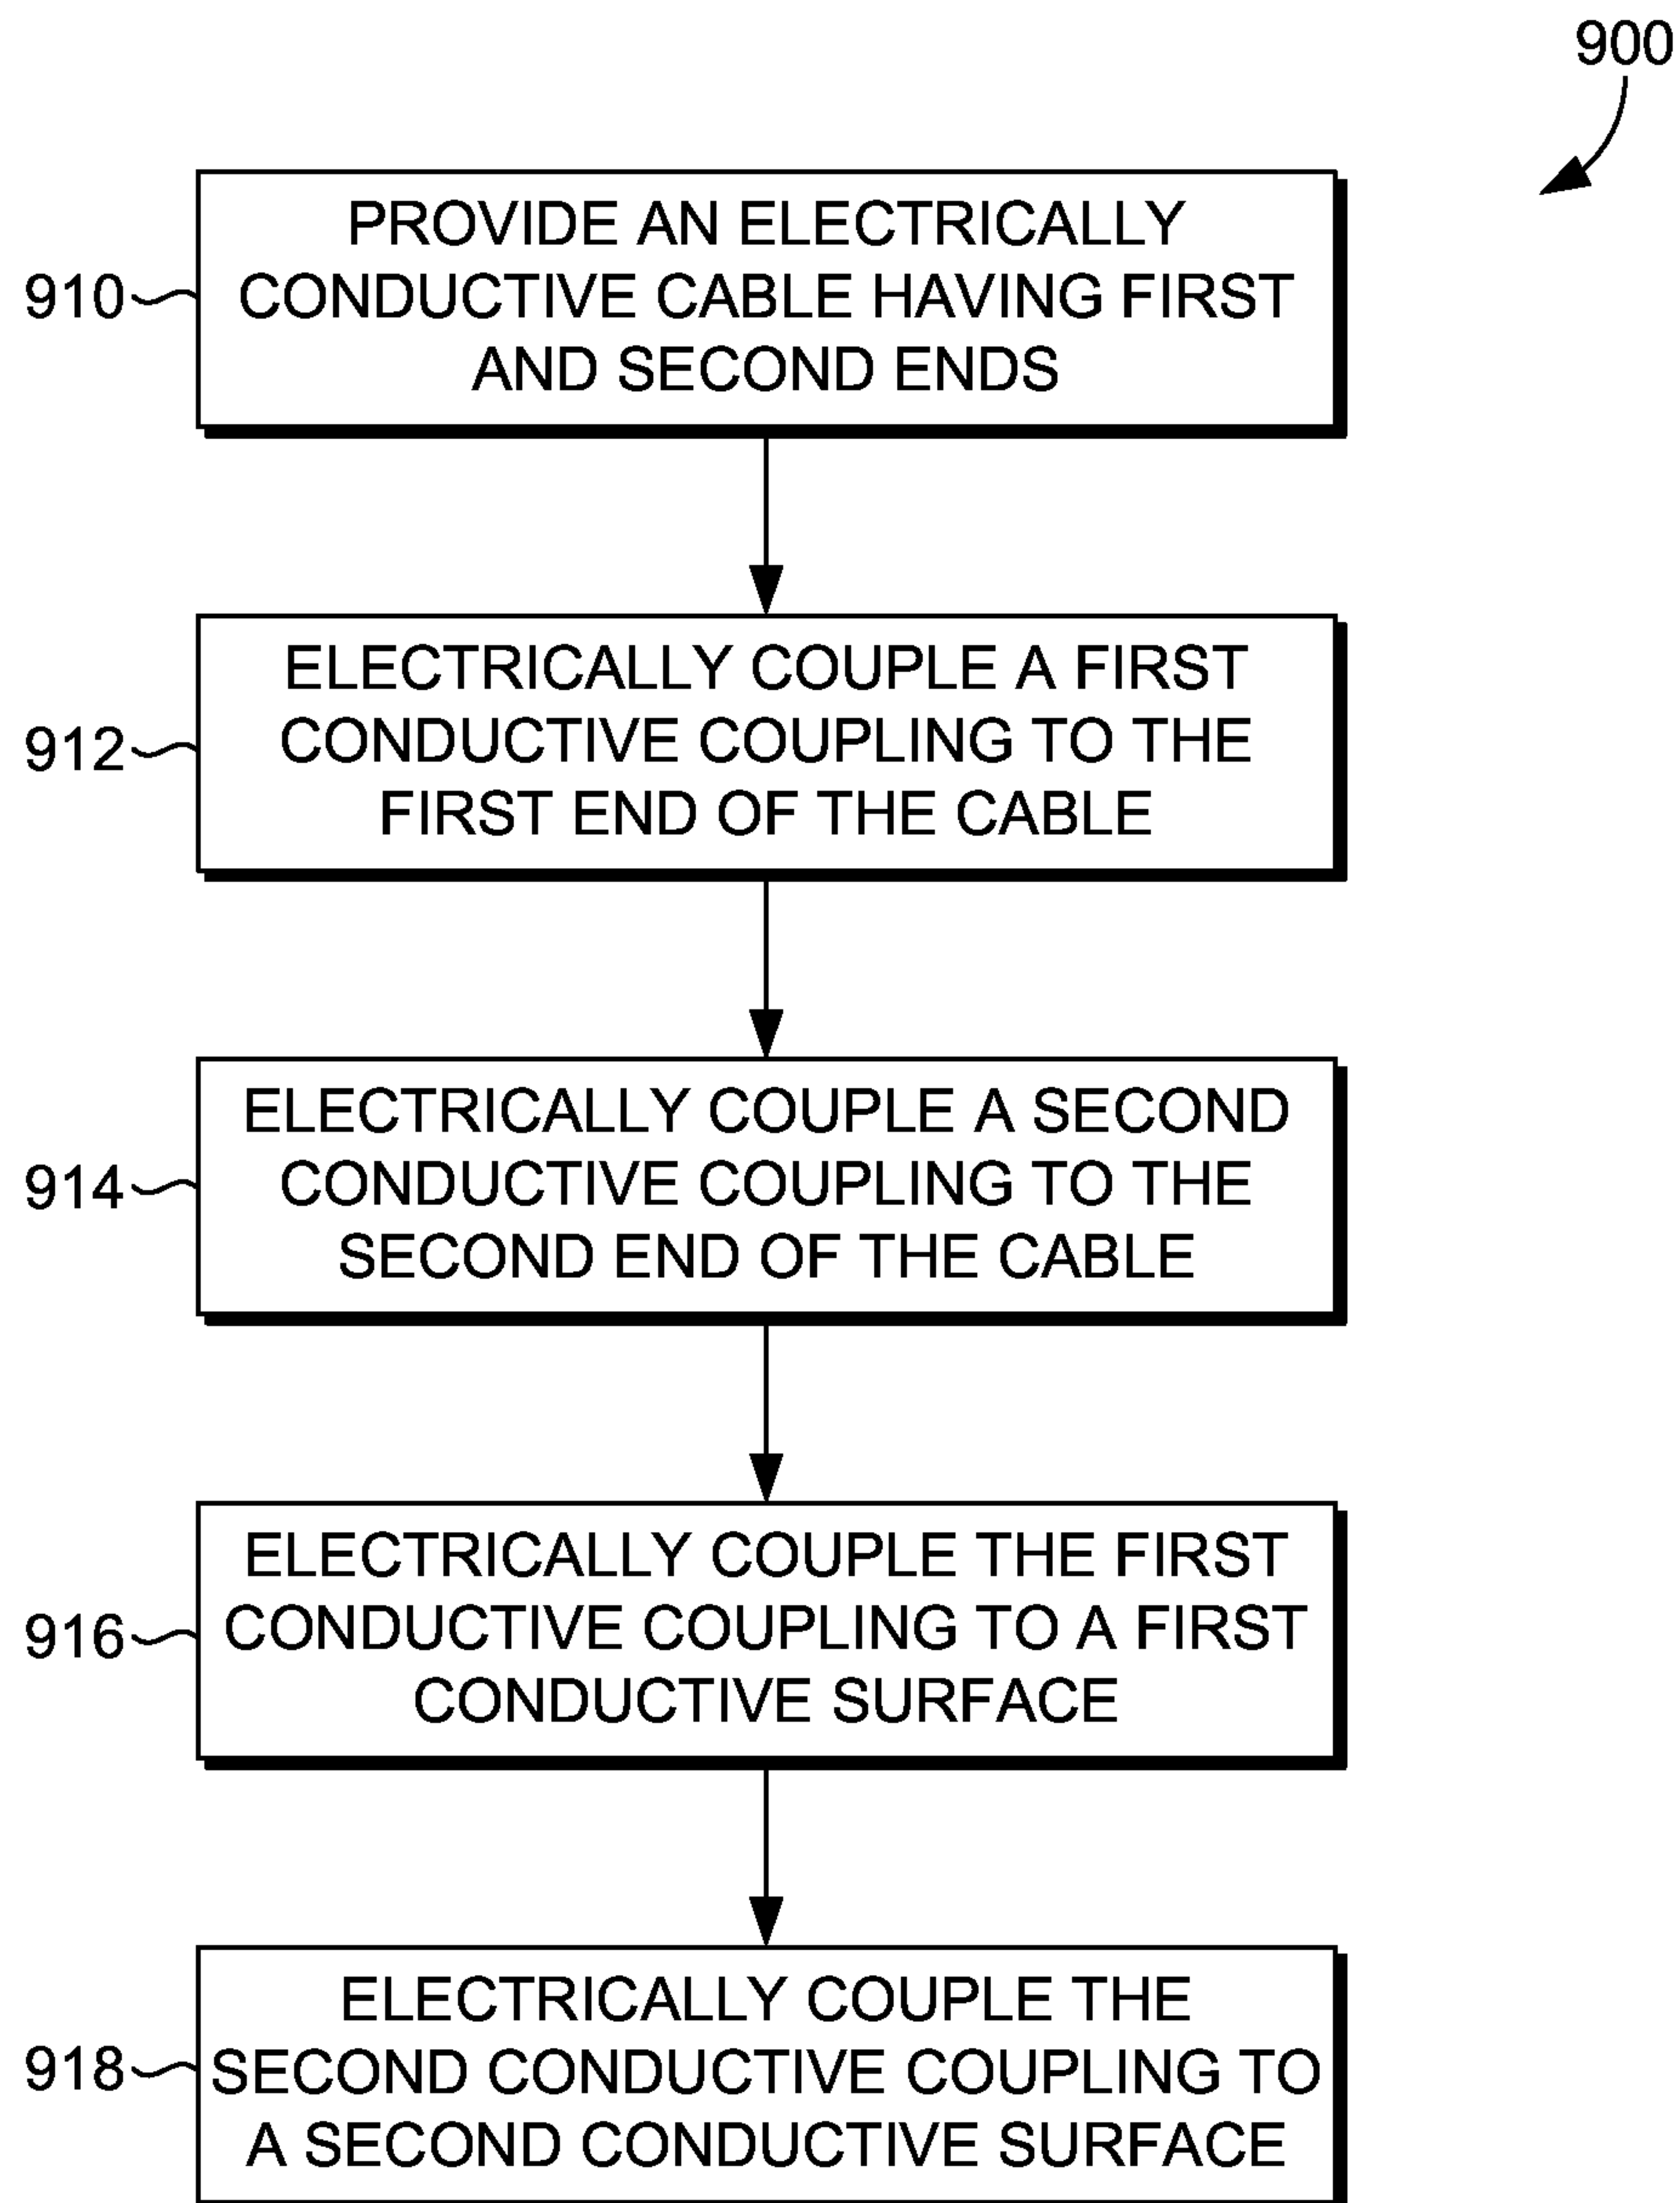 900
PROVIDE AN ELECTRICALLY
910 CONDUCTIVE CABLE HAVING FIRST
AND SECOND ENDS
ELECTRICALLY COUPLE A FIRST
912 CONDUCTIVE COUPLING TO THE
FIRST END OF THE CABLE
ELECTRICALLY COUPLE A SECOND
914 CONDUCTIVE COUPLING TO THE
SECOND END OF THE CABLE
ELECTRICALLY COUPLE THE FIRST
916 CONDUCTIVE COUPLING TO A FIRST
CONDUCTIVE SURFACE
ELECTRICALLY COUPLE THE
918 SECOND CONDUCTIVE COUPLING TO
A SECOND CONDUCTIVE SURFACE